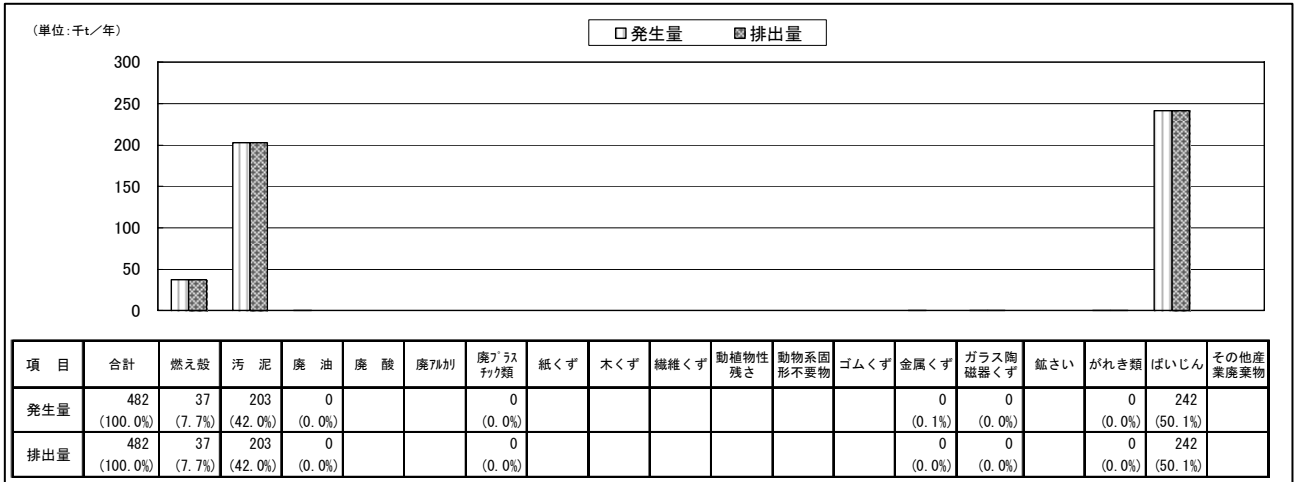 （単位:千t／年）
発生量 排出量
300
250
200
150
100
50
0
項 目 合計 燃え殻 汚 泥 廃 油 廃 酸 廃ｱﾙｶﾘ 廃ﾌﾟﾗｽﾁｯｸ類 紙くず 木くず 繊維くず 動植物性残さ 動物系固形不要物 ゴムくず 金属くず ガラス陶磁器くず 鉱さい がれき類 ばいじん その他産業廃棄物
発生量 482 37 203 0 0 0 0 0 242
(100.0%) (7.7%) (42.0%) (0.0%) (0.0%) (0.1%) (0.0%) (0.0%) (50.1%)
排出量 482 37 203 0 0 0 0 0 242
(100.0%) (7.7%) (42.0%) (0.0%) (0.0%) (0.0%) (0.0%) (0.0%) (50.1%)